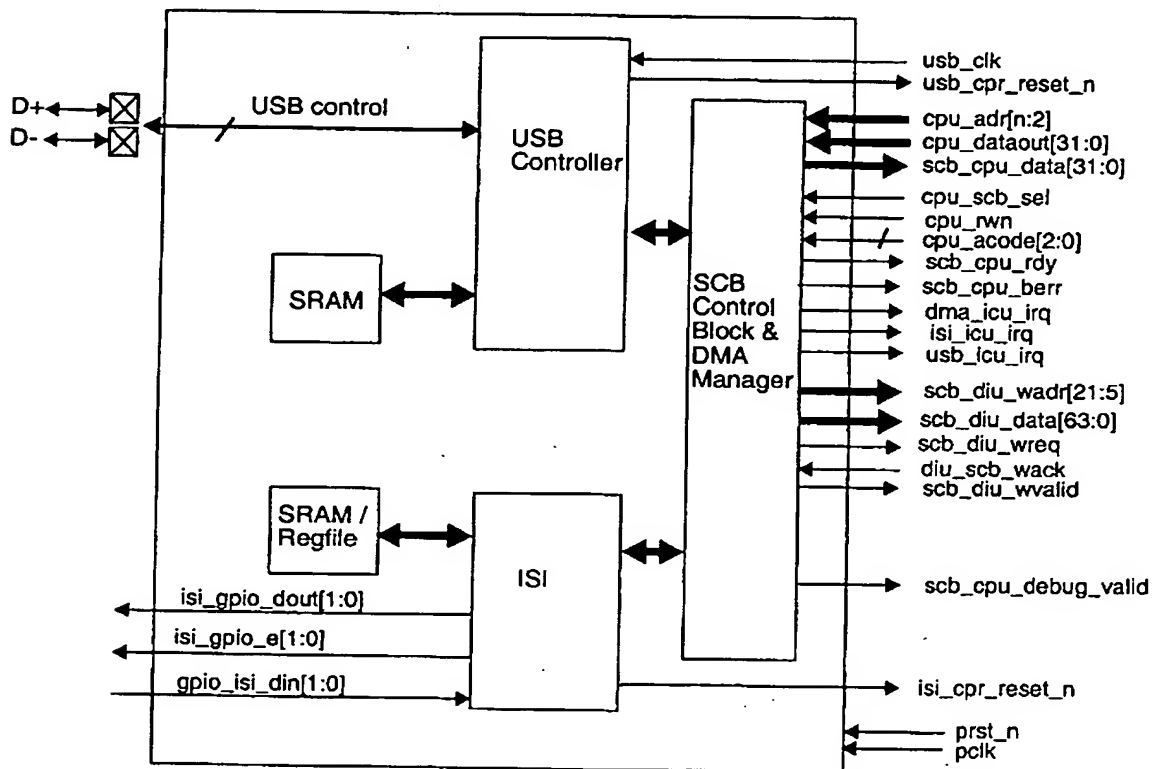 usb_clk
usb_cpr_reset_n
D+
D-
USB control
USB
Controller
cpu_adr[n:2]
cpu_dataout[31:0]
scb_cpu_data[31:0]
cpu_scb_sel
cpu_rwn
cpu_acode[2:0]
scb_cpu_rdy
scb_cpu_berr
dma_icu_irq
isi_icu_irq
usb_icu_irq
SRAM
SCB
Control
Block &
DMA
Manager
scb_diu_wadr[21:5]
scb_diu_data[63:0]
scb_diu_wreq
diu_scb_wack
scb_diu_wvalid
SRAM /
Regfile
ISI
scb_cpu_debug_valid
isi_gpio_dout[1:0]
isi_gpio_e[1:0]
gpio_isi_din[1:0]
isi_cpr_reset_n
prst_n
pclk